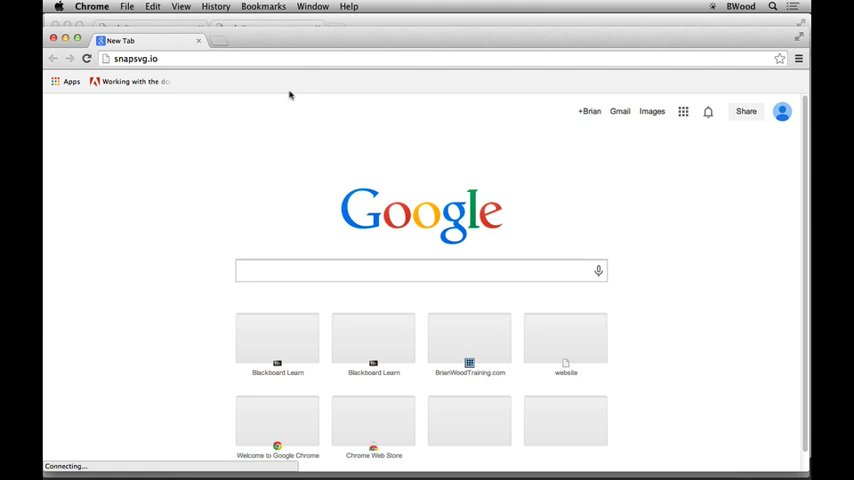 Chrome File Edit View History Bookmarks Window Help BWood
New Tab
snapsvg.io
Apps Working with the do
+Brian Gmail Images Share
Google
Blackboard Learn Blackboard Learn BrianWoodTraining.com website
Welcome to Google Chrome Chrome Web Store
Connecting...